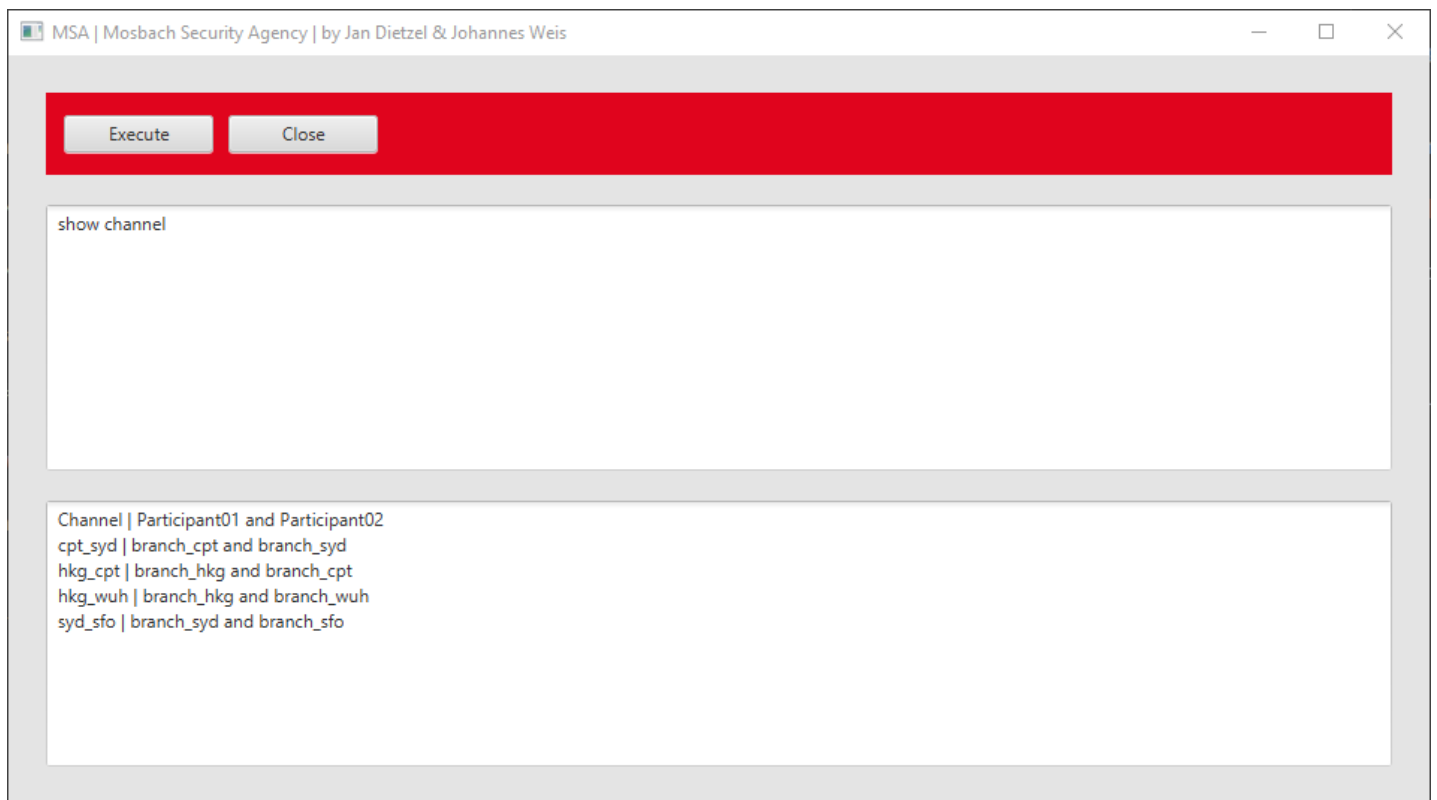 MSA | Mosbach Security Agency | by Jan Dietzel & Johannes Weis
Execute Close
show channel
Channel | Participant01 and Participant02
cpt_syd | branch_cpt and branch_syd
hkg_cpt | branch_hkg and branch_cpt
hkg_wuh | branch_hkg and branch_wuh
syd_sfo | branch_syd and branch_sfo